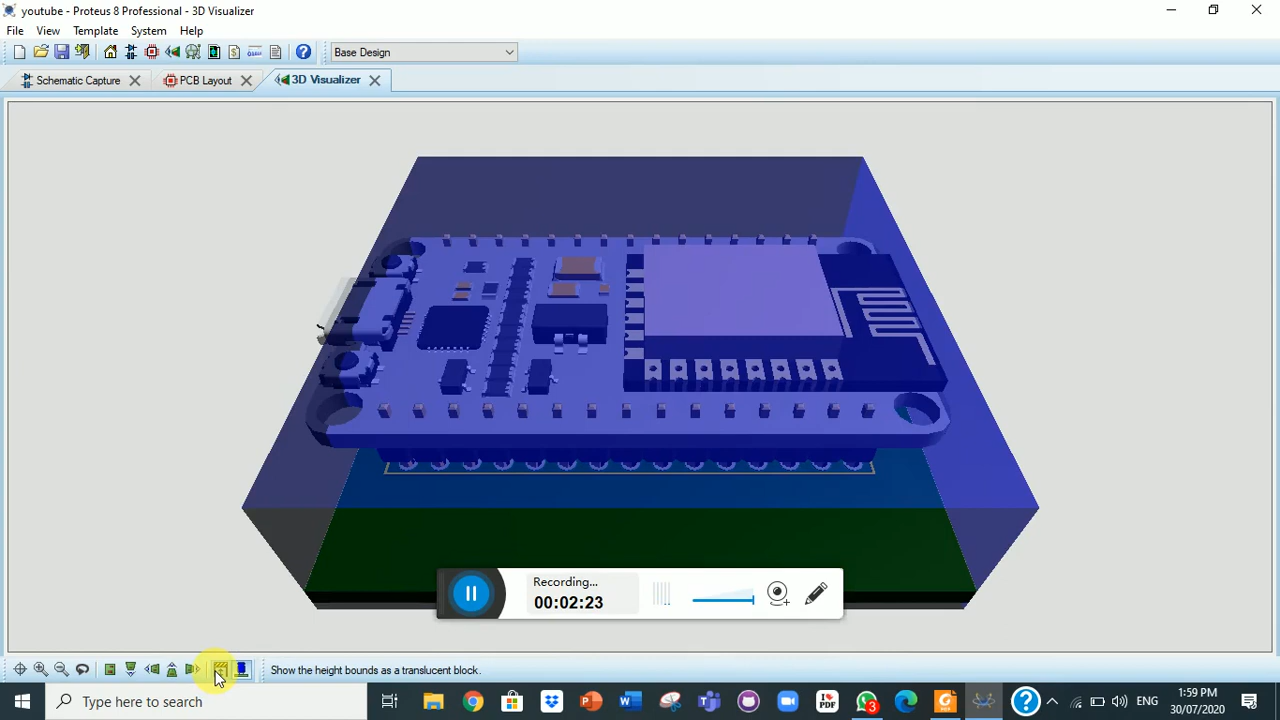 youtube - Proteus 8 Professional - 3D Visualizer
File View Template System Help
Base Design
Schematic Capture PCB Layout 3D Visualizer
Recording...
00:02:23
Show the height bounds as a translucent block.
Type here to search
I PDF
3
ENG
1:59 PM
30/07/2020